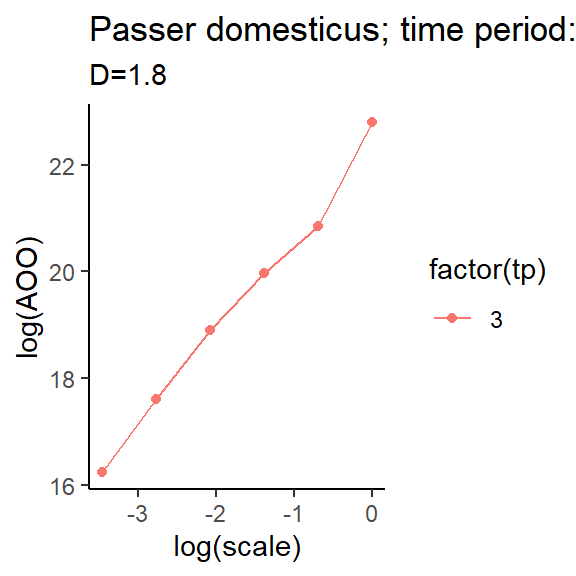 Passer domesticus; time period:
D=1.8
log(AOO)
22
20
18
16
-3
-2
-1
0
log(scale)
factor(tp)
3